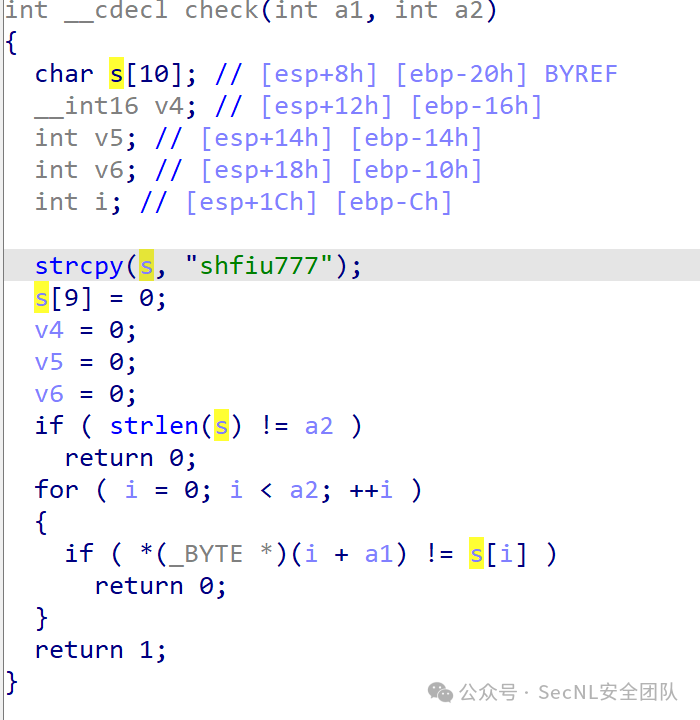 int __cdecl check(int a1, int a2)
{
  char s[10]; // [esp+8h] [ebp-20h] BYREF
  __int16 v4; // [esp+12h] [ebp-16h]
  int v5; // [esp+14h] [ebp-14h]
  int v6; // [esp+18h] [ebp-10h]
  int i; // [esp+1Ch] [ebp-Ch]

  strcpy(s, "shfiu777");
  s[9] = 0;
  v4 = 0;
  v5 = 0;
  v6 = 0;
  if ( strlen(s) != a2 )
    return 0;
  for ( i = 0; i < a2; ++i )
  {
    if ( *(_BYTE *)(i + a1) != s[i] )
      return 0;
  }
  return 1;
}
公众号 · SecNL安全团队